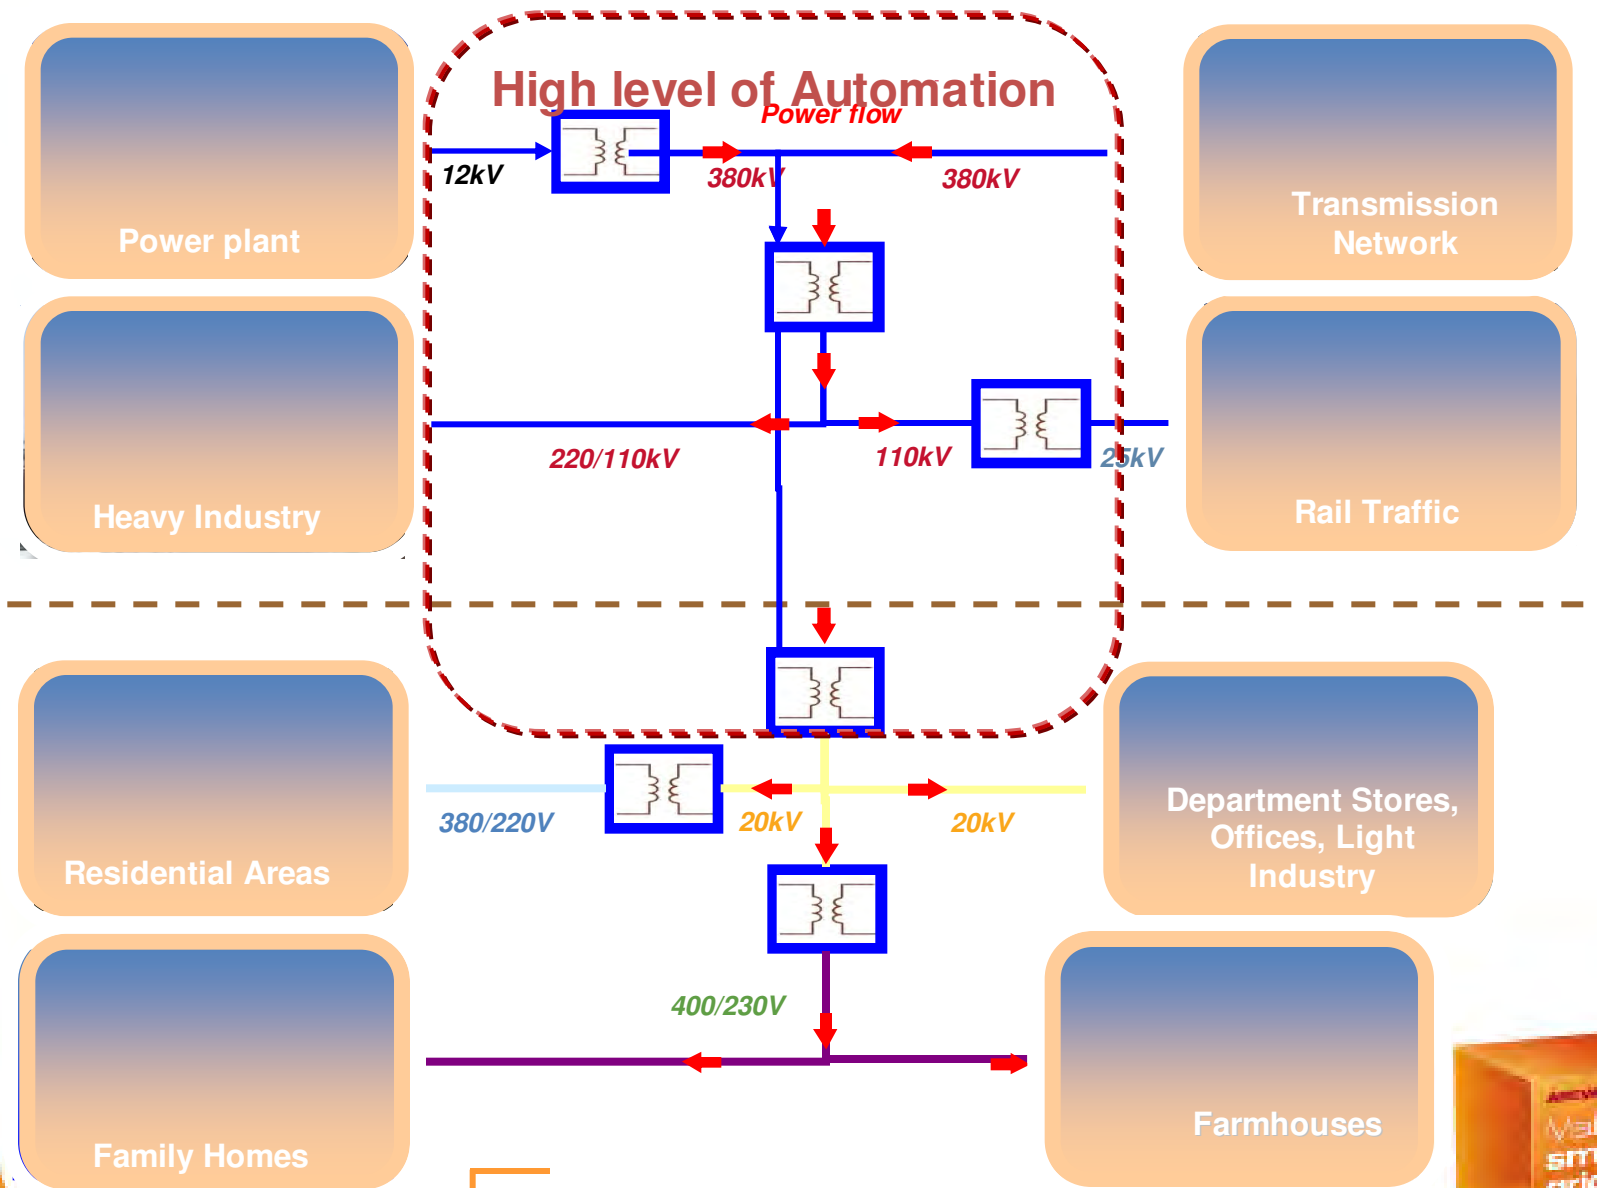 High level of Automation
Power flow
12kV
380kV
380kV
Power plant
Transmission
Network
220/110kV
110kV
25kV
Heavy Industry
Rail Traffic
380/220V
20kV
20kV
Residential Areas
Department Stores,
Offices, Light
Industry
400/230V
Family Homes
Farmhouses